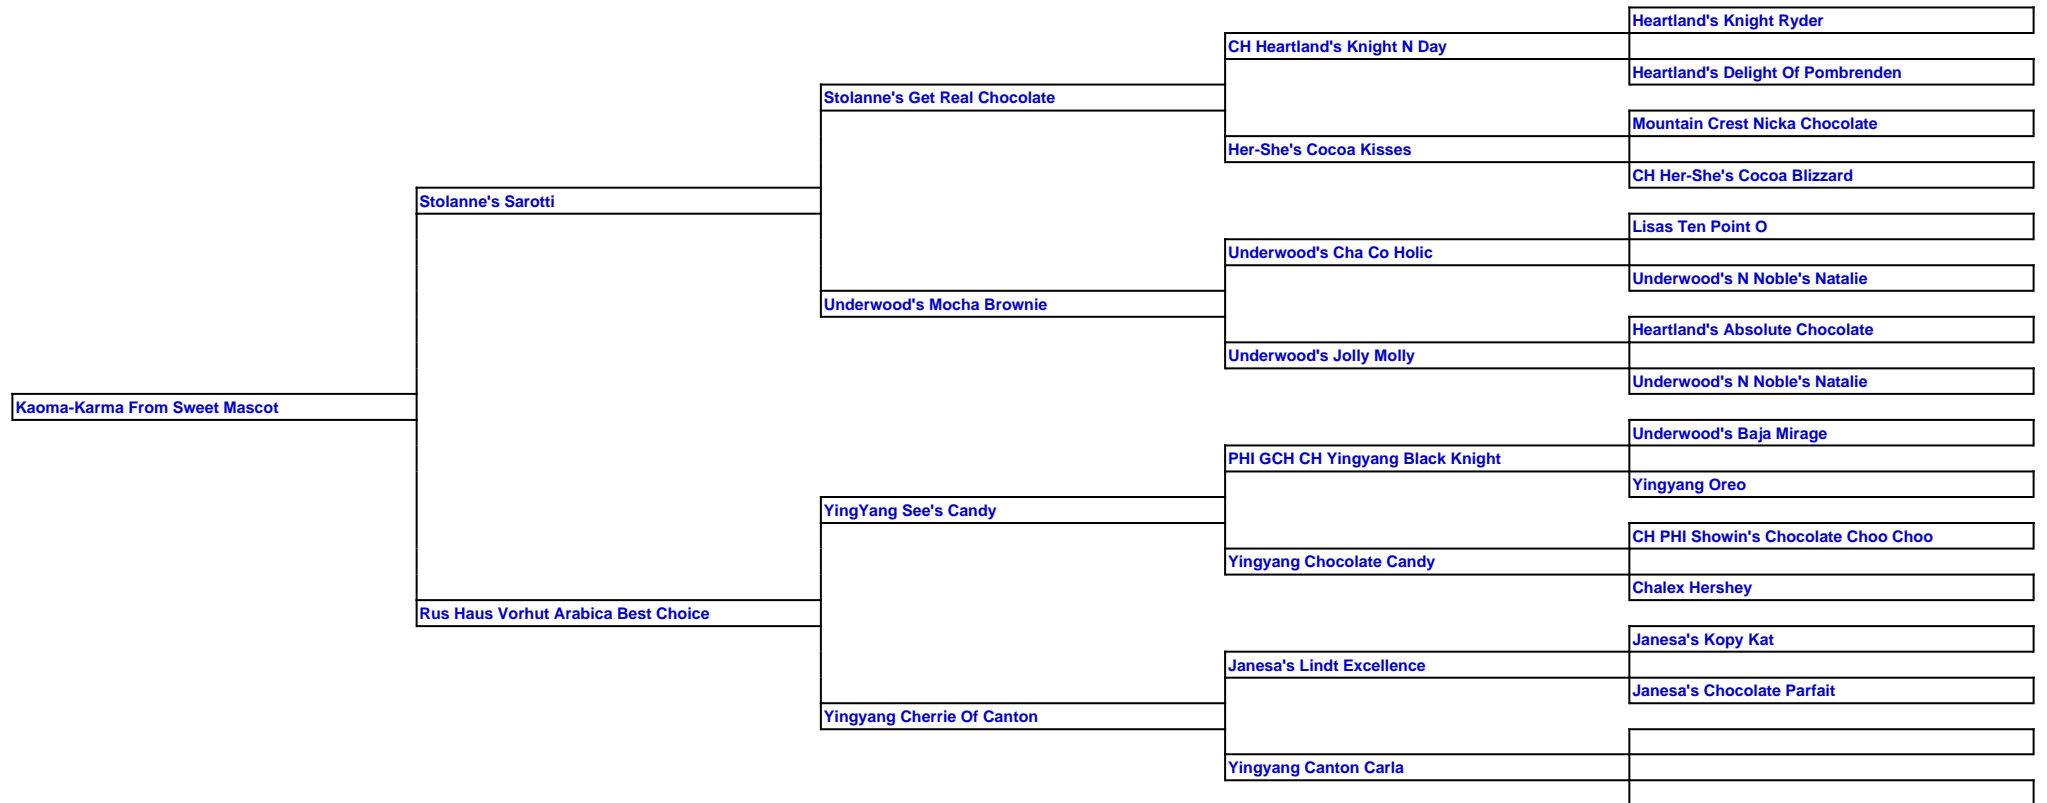 Heartland's Knight Ryder
CH Heartland's Knight N Day
Heartland's Delight Of Pombrenden
Stolanne's Get Real Chocolate
Mountain Crest Nicka Chocolate
Her-She's Cocoa Kisses
CH Her-She's Cocoa Blizzard
Stolanne's Sarotti
Lisas Ten Point O
Underwood's Cha Co Holic
Underwood's N Noble's Natalie
Underwood's Mocha Brownie
Heartland's Absolute Chocolate
Underwood's Jolly Molly
Underwood's N Noble's Natalie
Kaoma-Karma From Sweet Mascot
Underwood's Baja Mirage
PHI GCH CH Yingyang Black Knight
Yingyang Oreo
YingYang See's Candy
CH PHI Showin's Chocolate Choo Choo
Yingyang Chocolate Candy
Chalex Hershey
Rus Haus Vorhut Arabica Best Choice
Janesa's Kopy Kat
Janesa's Lindt Excellence
Janesa's Chocolate Parfait
Yingyang Cherrie Of Canton
Yingyang Canton Carla